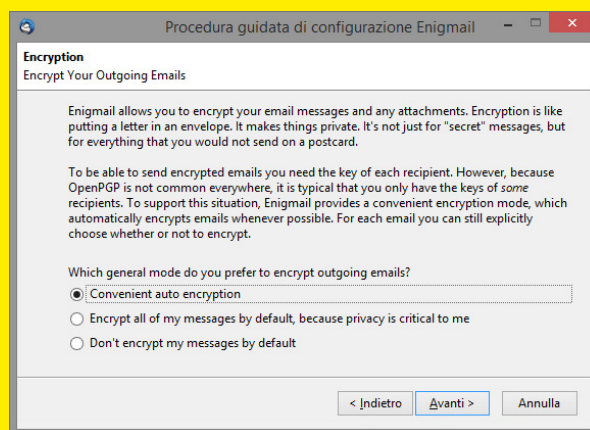 Procedura guidata di configurazione Enigmail
Encryption
Encrypt Your Outgoing Emails
Enigmail allows you to encrypt your email messages and any attachments. Encryption is like
putting a letter in an envelope. It makes things private. It's not just for "secret" messages, but
for everything that you would not send on a postcard.
To be able to send encrypted emails you need the key of each recipient. However, because
OpenPGP is not common everywhere, it is typical that you only have the keys of some
recipients. To support this situation, Enigmail provides a convenient encryption mode, which
automatically encrypts emails whenever possible. For each email you can still explicitly
choose whether or not to encrypt.
Which general mode do you prefer to encrypt outgoing emails?
Convenient auto encryption
Encrypt all of my messages by default, because privacy is critical to me
Don't encrypt my messages by default
< Indietro Avanti > Annulla